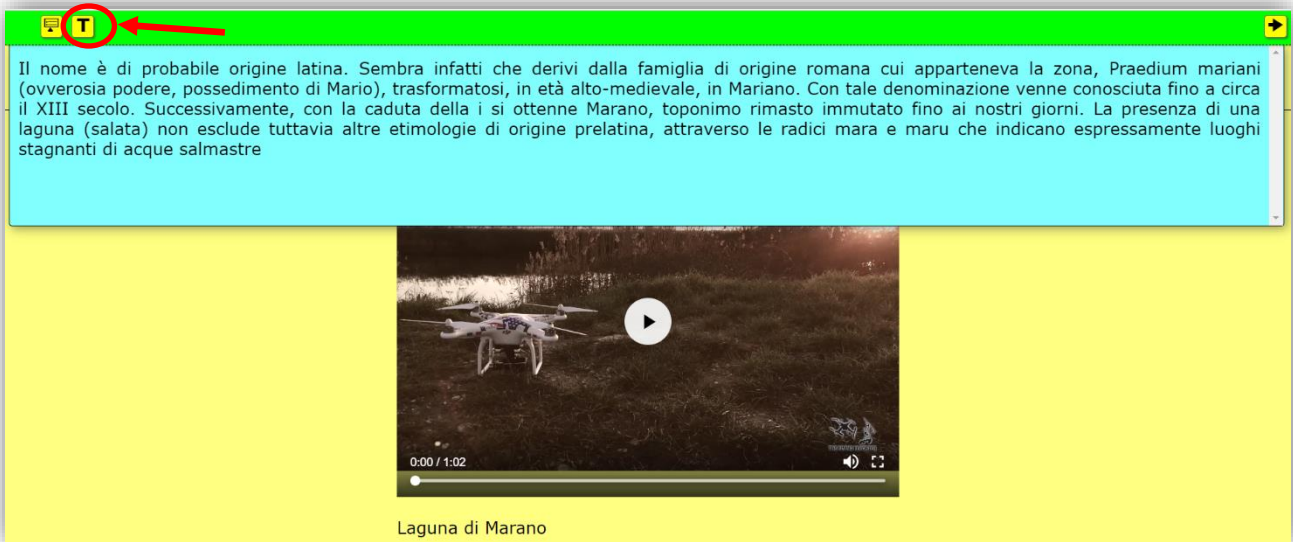 T
Il nome è di probabile origine latina. Sembra infatti che derivi dalla famiglia di origine romana cui apparteneva la zona, Praedium mariani
(ovverosia podere, possedimento di Mario), trasformatosi, in età alto-medievale, in Mariano. Con tale denominazione venne conosciuta fino a circa
il XIII secolo. Successivamente, con la caduta della i si ottenne Marano, toponimo rimasto immutato fino ai nostri giorni. La presenza di una
laguna (salata) non esclude tuttavia altre etimologie di origine prelatina, attraverso le radici mara e maru che indicano espressamente luoghi
stagnanti di acque salmastre
0:00 / 1:02
Laguna di Marano